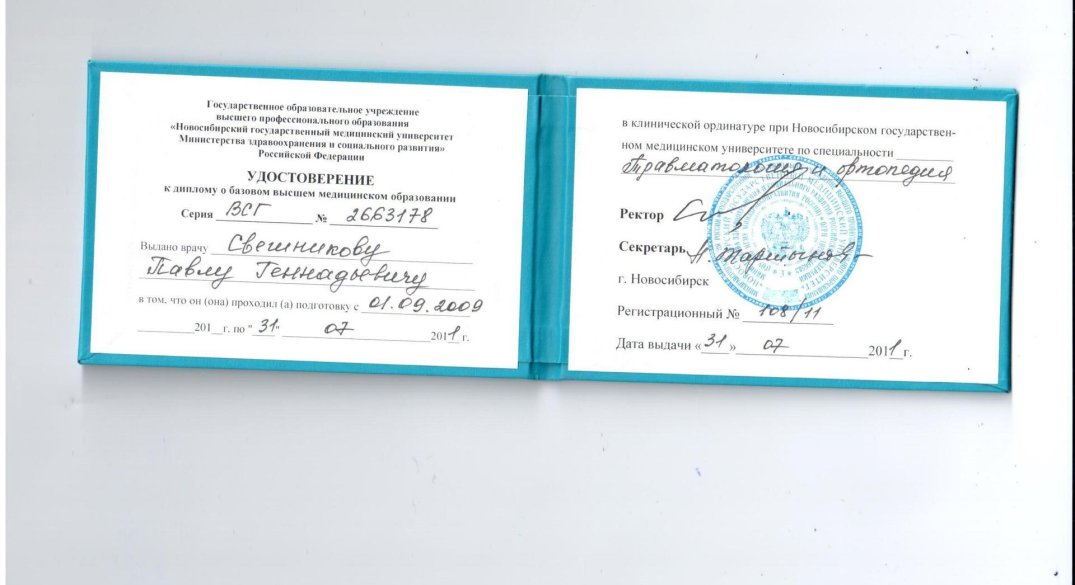 Государственное образовательное учреждение
высшего профессионального образования
«Новосибирский государственный медицинский университет
Министерства здравоохранения и социального развития»
Российской Федерации
УДОСТОВЕРЕНИЕ
к диплому о базовом высшем медицинском образовании
Серия ВСГ № 2663178
Выдано врачу Свешникову
Павлу Геннадьевичу
в том, что он (она) проходил (а) подготовку с 01.09.2009
201 г. по "31" 07 2011 г.
в клинической ординатуре при Новосибирском государствен-
ном медицинском университете по специальности
Травматология и ортопедия
Ректор
Секретарь
г. Новосибирск
Регистрационный № 108/11
Дата выдачи «31» 07 2011 г.